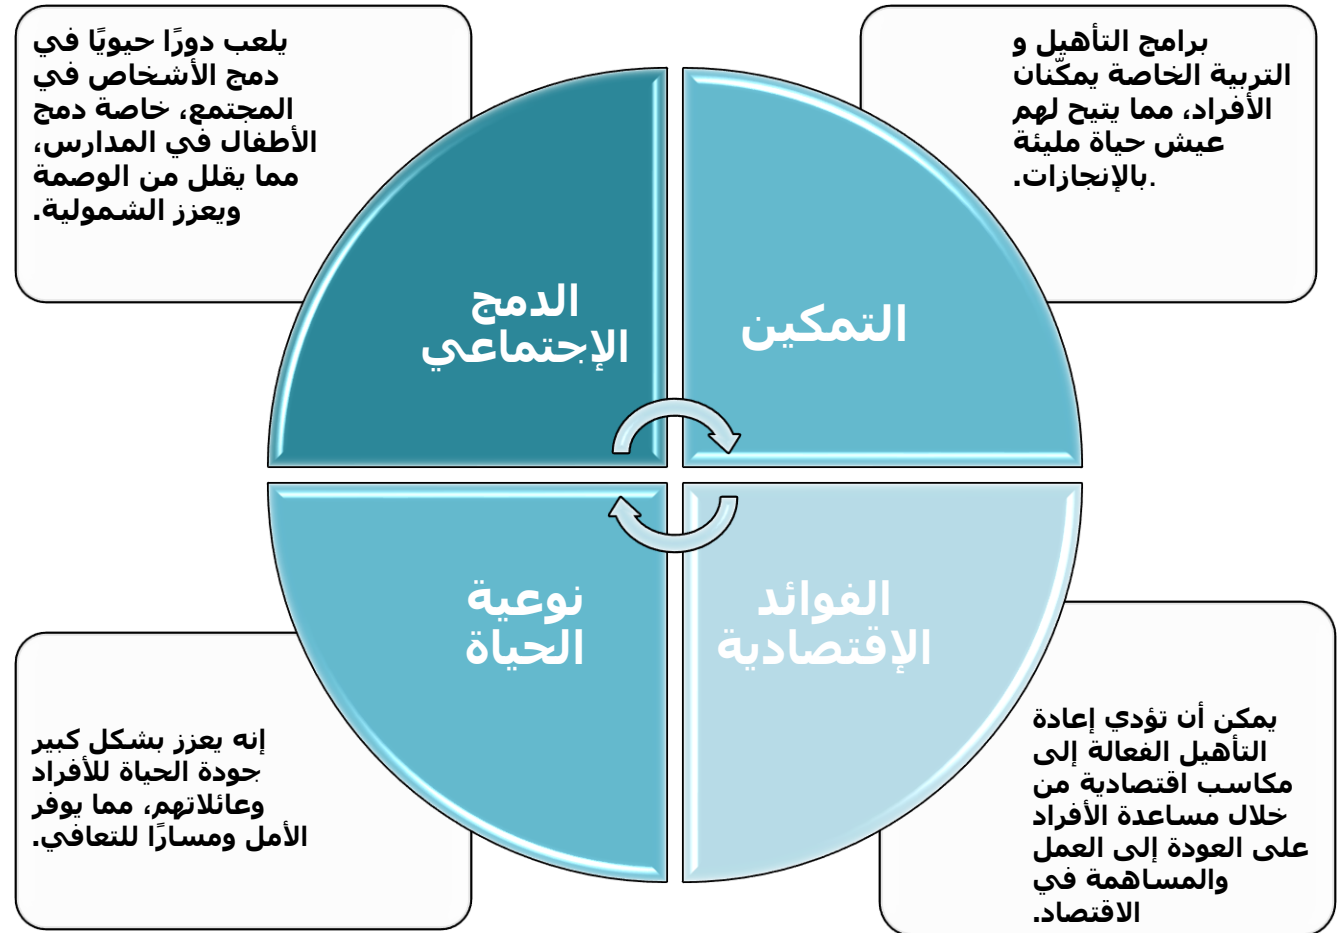 برامج التأهيل و
التربية الخاصة يمكّنان
الأفراد، مما يتيح لهم
عيش حياة مليئة
بالإنجازات..
يلعب دورًا حيويًا في
دمج الأشخاص في
المجتمع، خاصة دمج
الأطفال في المدارس،
مما يقلل من الوصمة
ويعزز الشمولية.
التمكين
الدمج
الإجتماعي
الفوائد
الإقتصادية
نوعية
الحياة
يمكن أن تؤدي إعادة
التأهيل الفعالة إلى
مكاسب اقتصادية من
خلال مساعدة الأفراد
على العودة إلى العمل
والمساهمة في
الاقتصاد.
إنه يعزز بشكل كبير
جودة الحياة للأفراد
وعائلاتهم، مما يوفر
الأمل ومسارًا للتعافي.